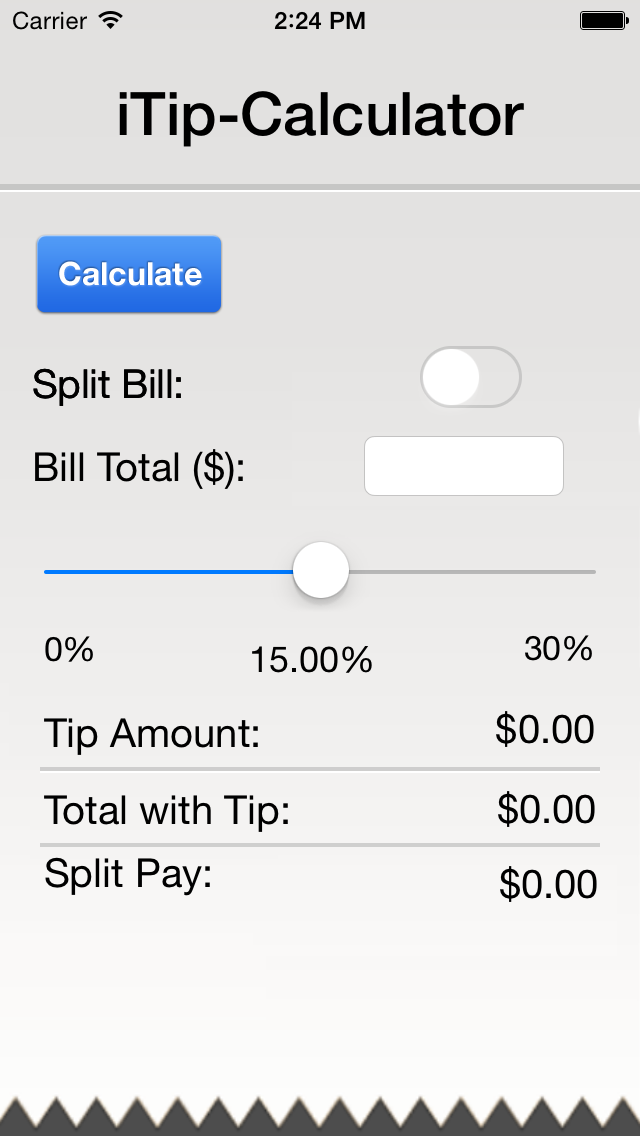 Carrier 2:24 PM
iTip-Calculator
Calculate
Split Bill:
Bill Total ($):
0% 15.00% 30%
Tip Amount: $0.00
Total with Tip: $0.00
Split Pay: $0.00